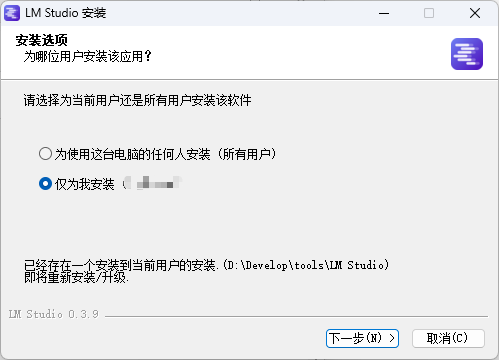 LM Studio 安装
安装选项
为哪位用户安装该应用？
请选择为当前用户还是所有用户安装该软件
为使用这台电脑的任何人安装 (所有用户)
仅为我安装 (
已经存在一个安装到当前用户的安装.(D:\Develop\tools\LM Studio)
即将重新安装/升级.
LM Studio 0.3.9
下一步(N) >
取消(C)